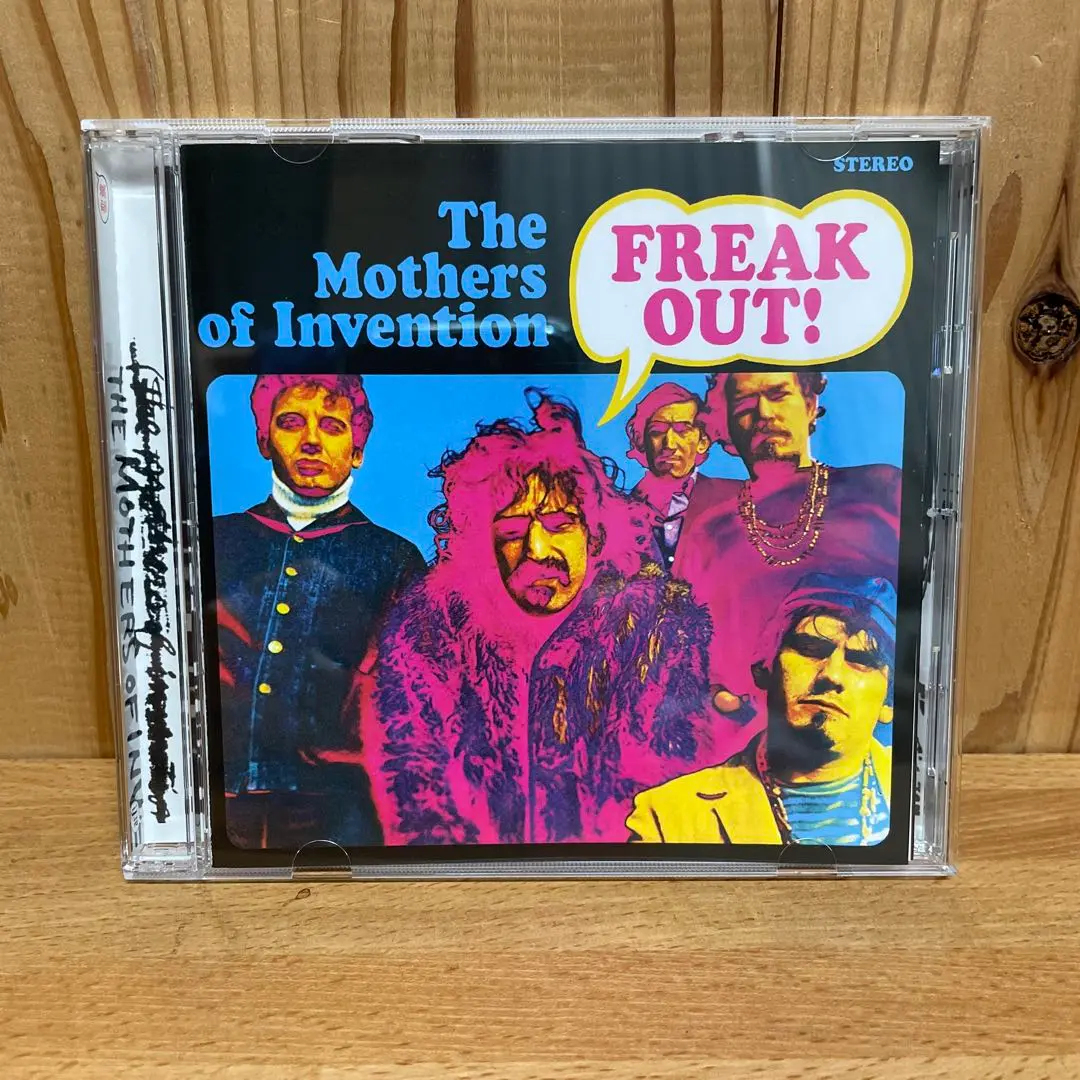 STEREO
The
Mothers
of Invention
FREAK
OUT!
THE MOTHERS OF INV